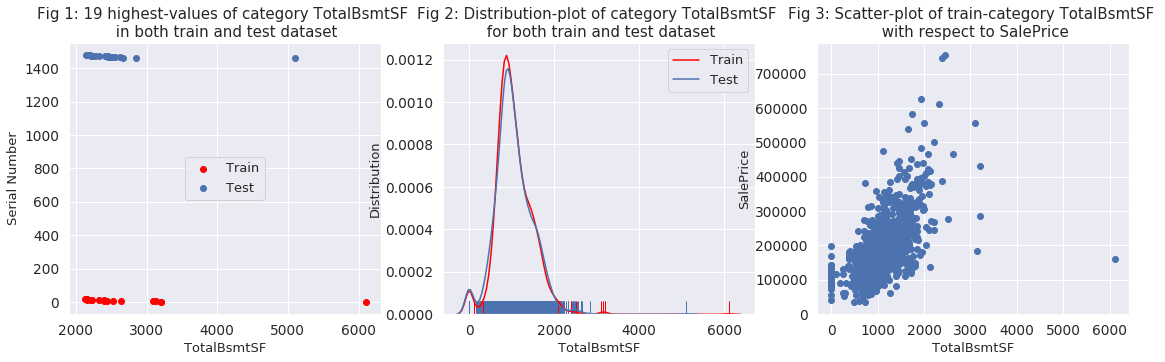 Fig 1: 19 highest-values of category TotalBsmtSF
in both train and test dataset
1400
1200
1000
800
600
400
200
0
Serial Number
Train
Test
2000
3000
4000
5000
6000
TotalBsmtSF
Fig 2: Distribution-plot of category TotalBsmtSF
for both train and test dataset
0.0012
0.0010
0.0008
0.0006
0.0004
0.0002
0.0000
Distribution
Train
Test
0
2000
4000
6000
TotalBsmtSF
Fig 3: Scatter-plot of train-category TotalBsmtSF
with respect to SalePrice
700000
600000
500000
400000
300000
200000
100000
0
SalePrice
0
1000
2000
3000
4000
5000
6000
TotalBsmtSF